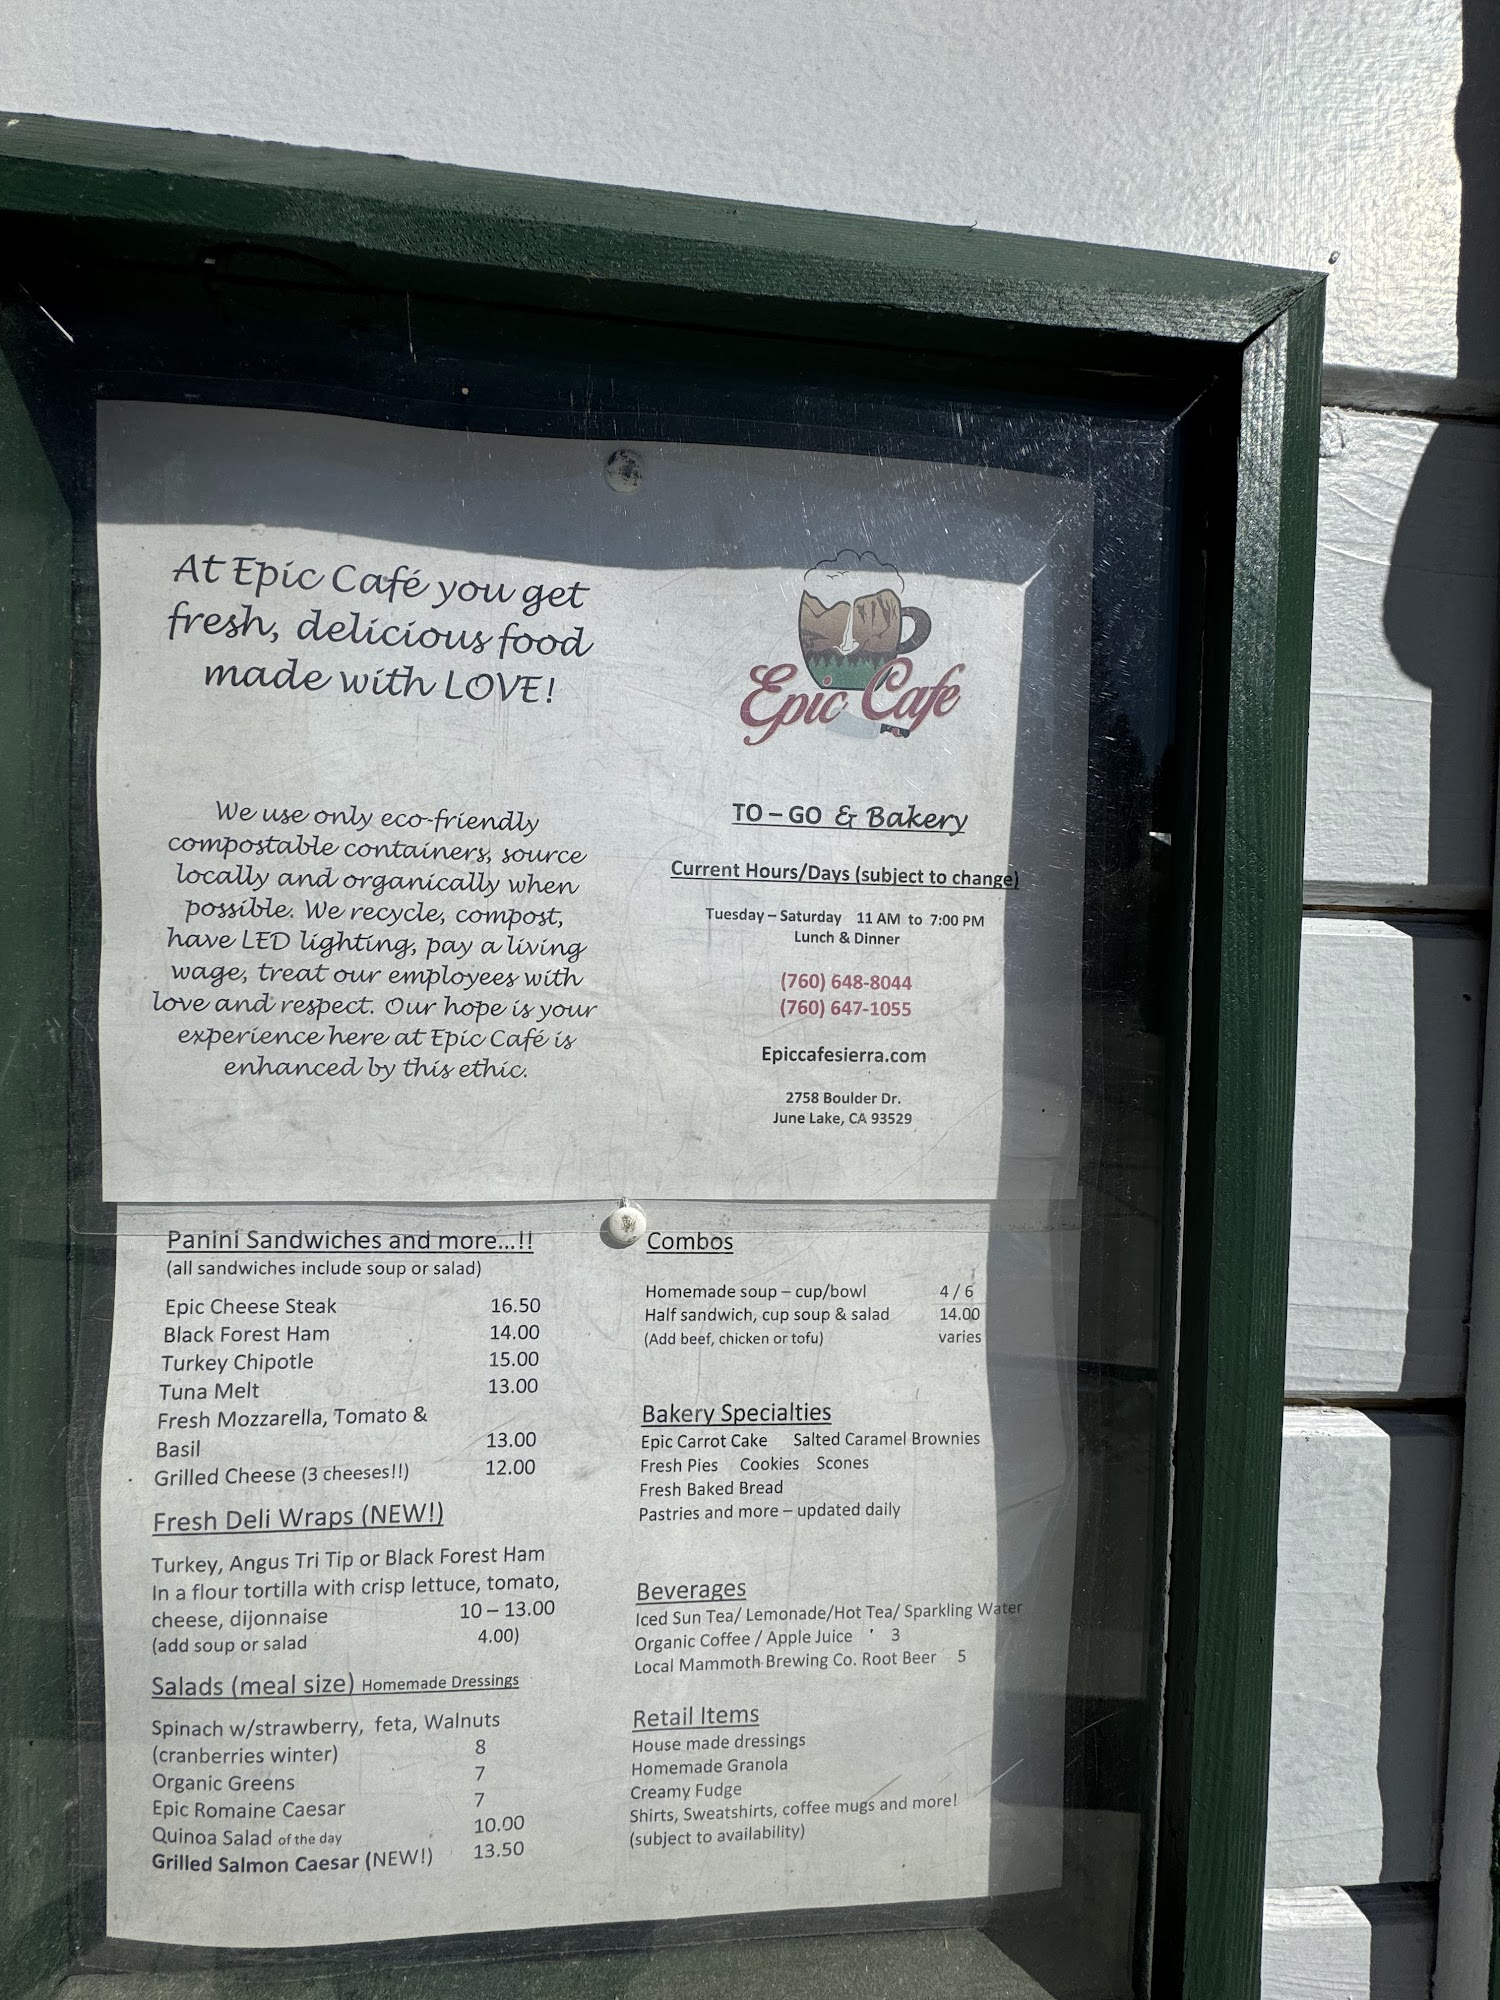 At Epic Café you get
fresh, delicious food
made with LOVE!
We use only eco-friendly
compostable containers, source
locally and organically when
possible. We recycle, compost,
have LED lighting, pay a living
wage, treat our employees with
love and respect. Our hope is your
experience here at Epic Café is
enhanced by this ethic.
Epic Cafe
TO – GO & Bakery
Current Hours/Days (subject to change)
Tuesday – Saturday 11 AM to 7:00 PM
Lunch & Dinner
(760) 648-8044
(760) 647-1055
Epiccafesierra.com
2758 Boulder Dr.
June Lake, CA 93529
Panini Sandwiches and more...!!
(all sandwiches include soup or salad)
Epic Cheese Steak 16.50
Black Forest Ham 14.00
Turkey Chipotle 15.00
Tuna Melt 13.00
Fresh Mozzarella, Tomato &
Basil 13.00
Grilled Cheese (3 cheeses!!) 12.00
Fresh Deli Wraps (NEW!)
Turkey, Angus Tri Tip or Black Forest Ham
In a flour tortilla with crisp lettuce, tomato,
cheese, dijonnaise 10 – 13.00
(add soup or salad 4.00)
Salads (meal size) Homemade Dressings
Spinach w/strawberry, feta, Walnuts
(cranberries winter) 8
Organic Greens 7
Epic Romaine Caesar 7
Quinoa Salad of the day 10.00
Grilled Salmon Caesar (NEW!) 13.50
Combos
Homemade soup – cup/bowl 4 / 6
Half sandwich, cup soup & salad 14.00
(Add beef, chicken or tofu) varies
Bakery Specialties
Epic Carrot Cake Salted Caramel Brownies
Fresh Pies Cookies Scones
Fresh Baked Bread
Pastries and more – updated daily
Beverages
Iced Sun Tea/ Lemonade/Hot Tea/ Sparkling Water
Organic Coffee / Apple Juice 3
Local Mammoth Brewing Co. Root Beer 5
Retail Items
House made dressings
Homemade Granola
Creamy Fudge
Shirts, Sweatshirts, coffee mugs and more!
(subject to availability)